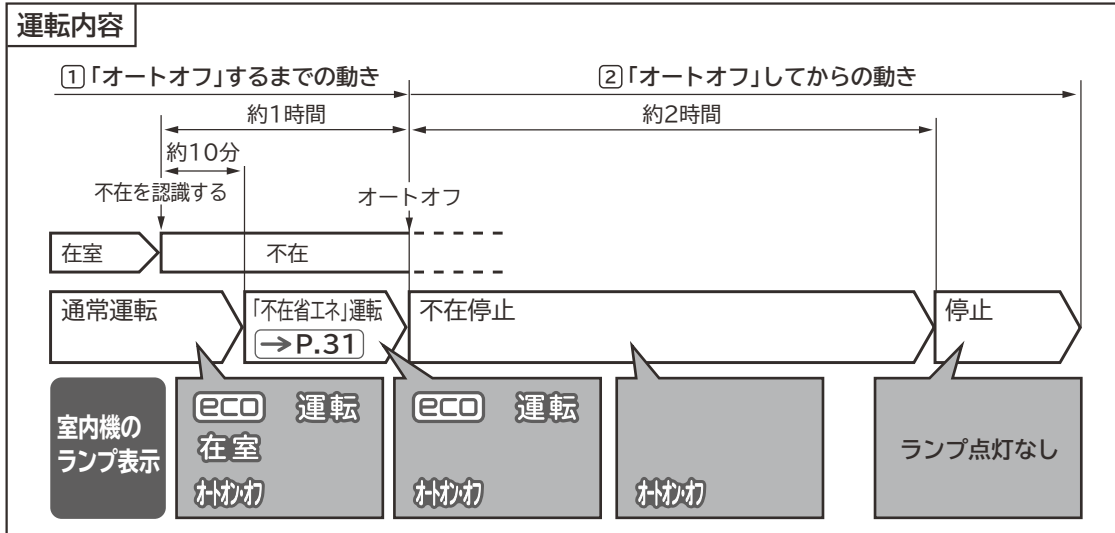 運転内容
1「オートオフ」するまでの動き
2「オートオフ」してからの動き
約1時間
約2時間
約10分
不在を認識する
オートオフ
在室
不在
通常運転
「不在省エネ」運転
→P.31
不在停止
停止
室内機の
ランプ表示
eco 運転
在室
オートオン・オフ
eco 運転
オートオン・オフ
オートオン・オフ
ランプ点灯なし